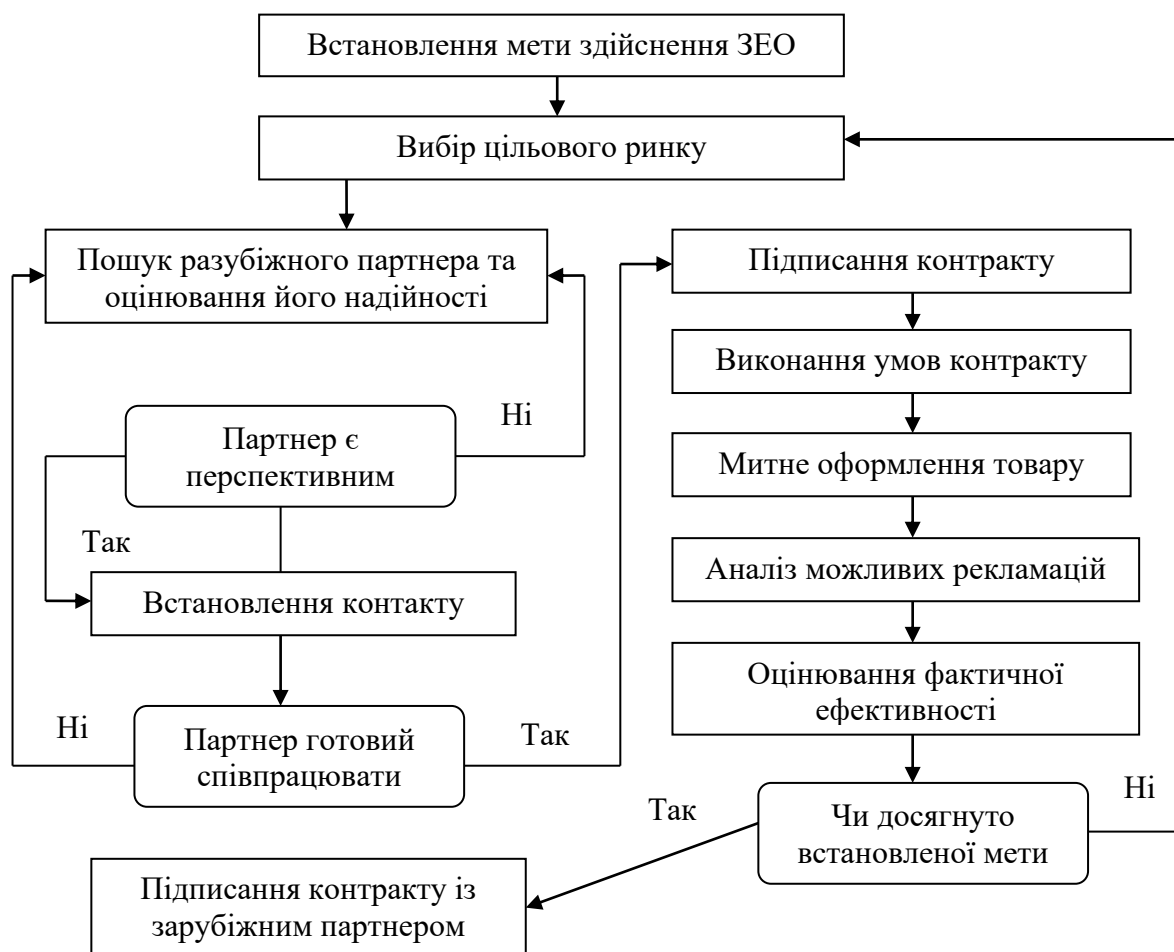 Встановлення мети здійснення ЗЕО
Вибір цільового ринку
Пошук разубіжного партнера та
оцінювання його надійності
Ні
Партнер є
перспективним
Так
Встановлення контакту
Ні
Партнер готовий
співпрацювати
Так
Підписання контракту
Виконання умов контракту
Митне оформлення товару
Аналіз можливих рекламацій
Оцінювання фактичної
ефективності
Так
Чи досягнуто
встановленої мети
Ні
Підписання контракту із
зарубіжним партнером